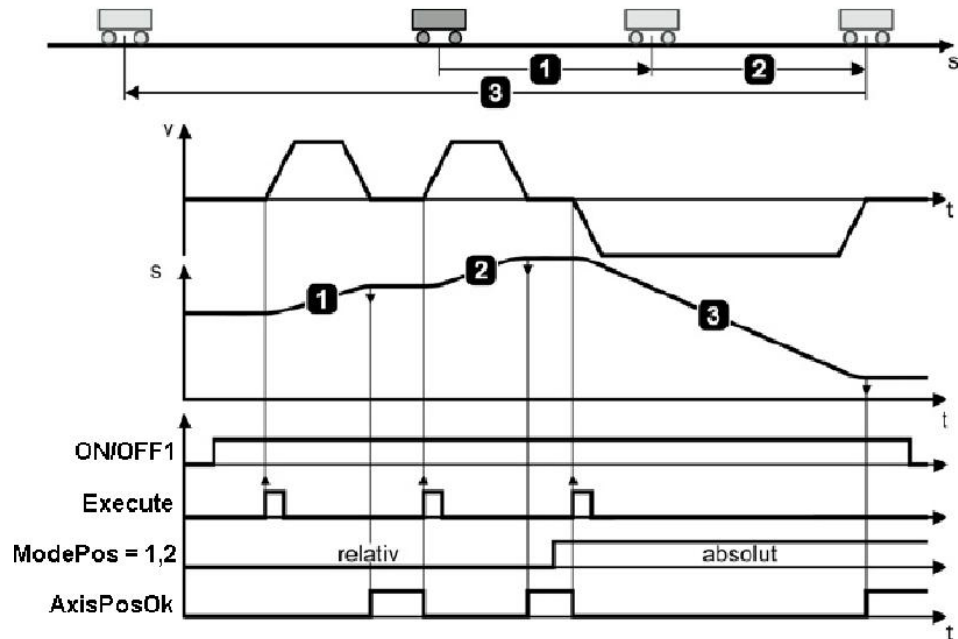 s
1
2
3
v
t
s
1
2
3
t
ON/OFF1
Execute
ModePos = 1,2
relativ
absolut
AxisPosOk
t